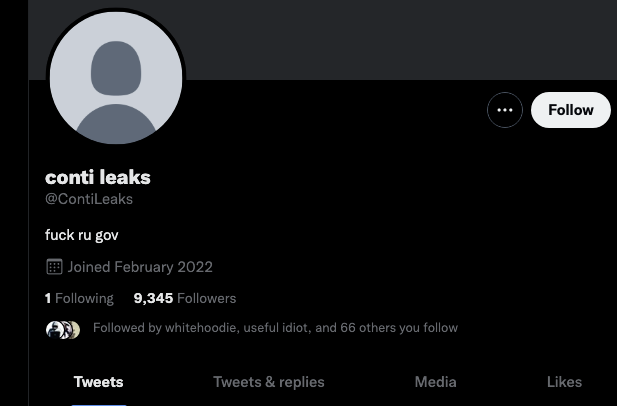 Follow
conti leaks
@ContiLeaks
fuck ru gov
Joined February 2022
1 Following 9,345 Followers
Followed by whitehoodie, useful idiot, and 66 others you follow
Tweets Tweets & replies Media Likes